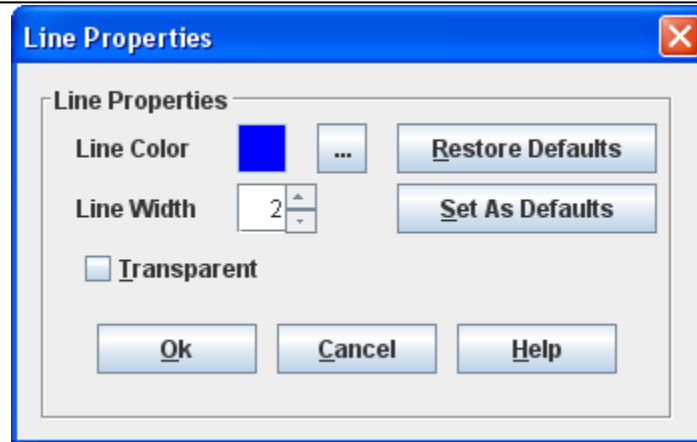 Line Properties
Line Properties
Line Color ... Restore Defaults
Line Width 2 Set As Defaults
Transparent
Ok Cancel Help